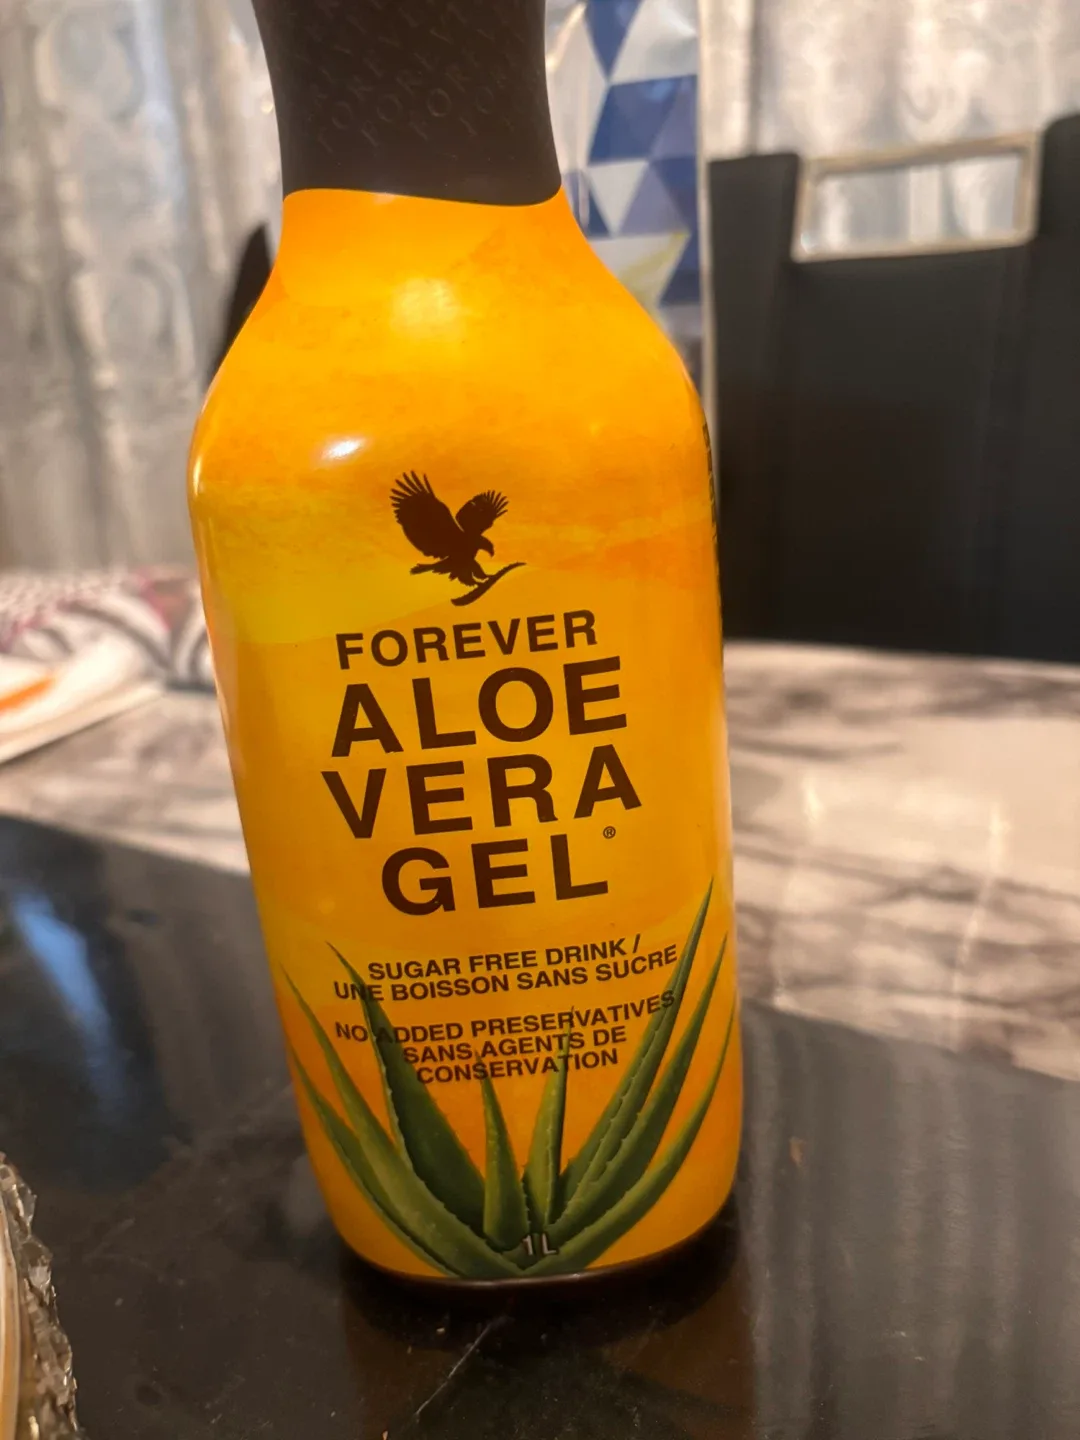 FOREVER
ALOE
VERA
GEL®
SUGAR FREE DRINK /
UNE BOISSON SANS SUCRE
NO ADDED PRESERVATIVES
SANS AGENTS DE
CONSERVATION
1L